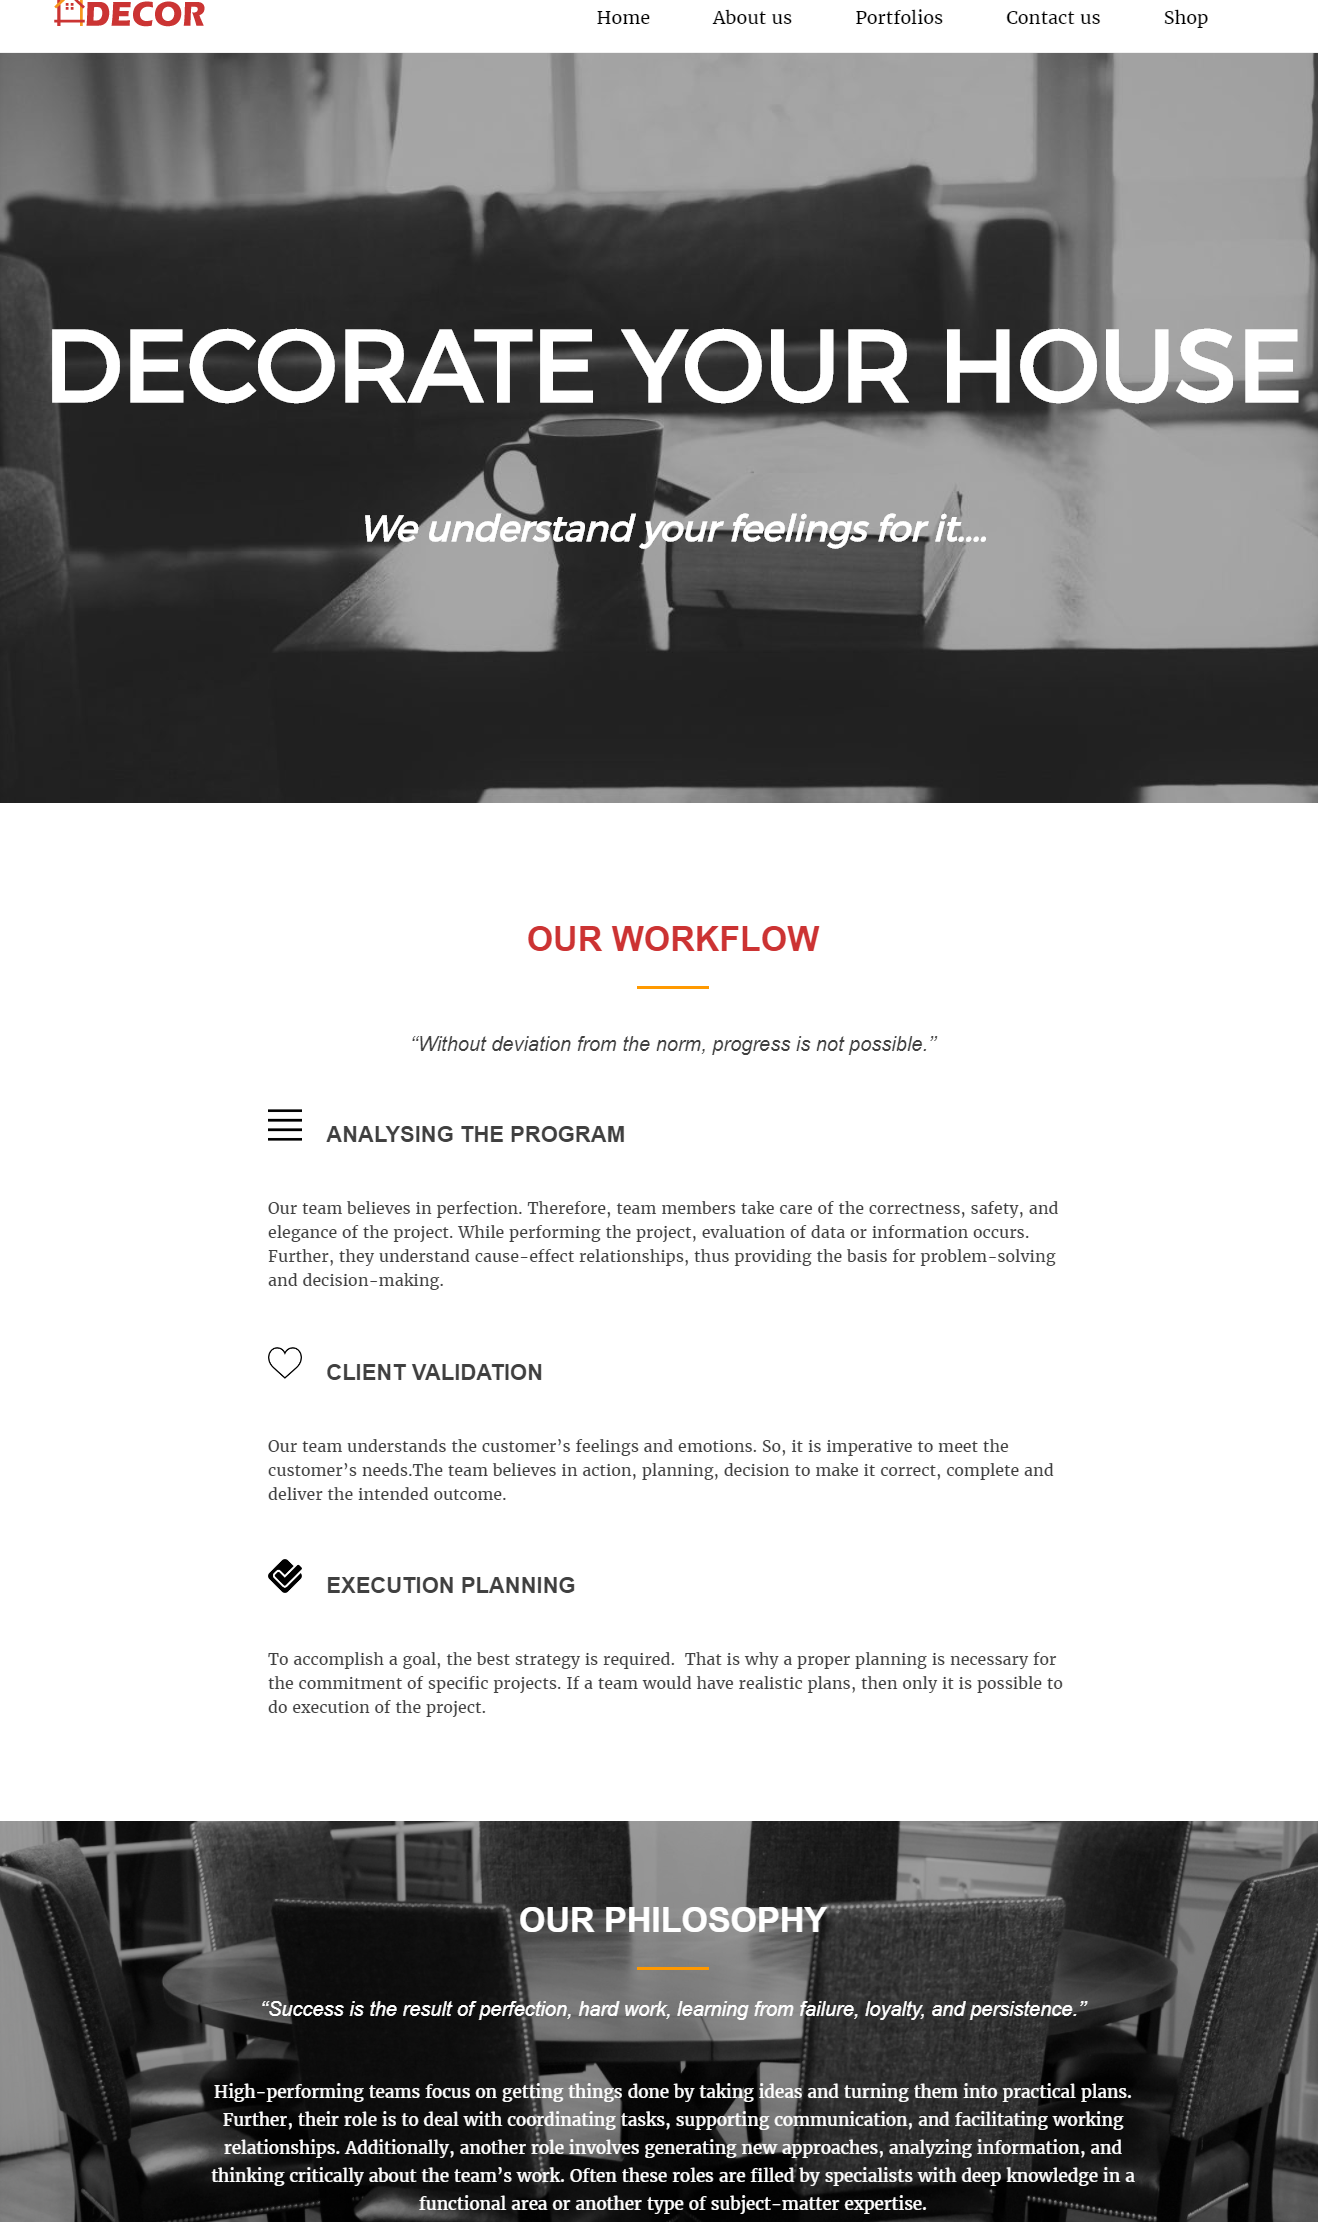 DECOR
Home About us Portfolios Contact us Shop
DECORATE YOUR HOUSE
We understand your feelings for it....
OUR WORKFLOW
“Without deviation from the norm, progress is not possible.”
ANALYSING THE PROGRAM
Our team believes in perfection. Therefore, team members take care of the correctness, safety, and
elegance of the project. While performing the project, evaluation of data or information occurs.
Further, they understand cause-effect relationships, thus providing the basis for problem-solving
and decision-making.
CLIENT VALIDATION
Our team understands the customer’s feelings and emotions. So, it is imperative to meet the
customer’s needs.The team believes in action, planning, decision to make it correct, complete and
deliver the intended outcome.
EXECUTION PLANNING
To accomplish a goal, the best strategy is required.  That is why a proper planning is necessary for
the commitment of specific projects. If a team would have realistic plans, then only it is possible to
do execution of the project.
OUR PHILOSOPHY
“Success is the result of perfection, hard work, learning from failure, loyalty, and persistence.”
High-performing teams focus on getting things done by taking ideas and turning them into practical plans.
Further, their role is to deal with coordinating tasks, supporting communication, and facilitating working
relationships. Additionally, another role involves generating new approaches, analyzing information, and
thinking critically about the team’s work. Often these roles are filled by specialists with deep knowledge in a
functional area or another type of subject-matter expertise.